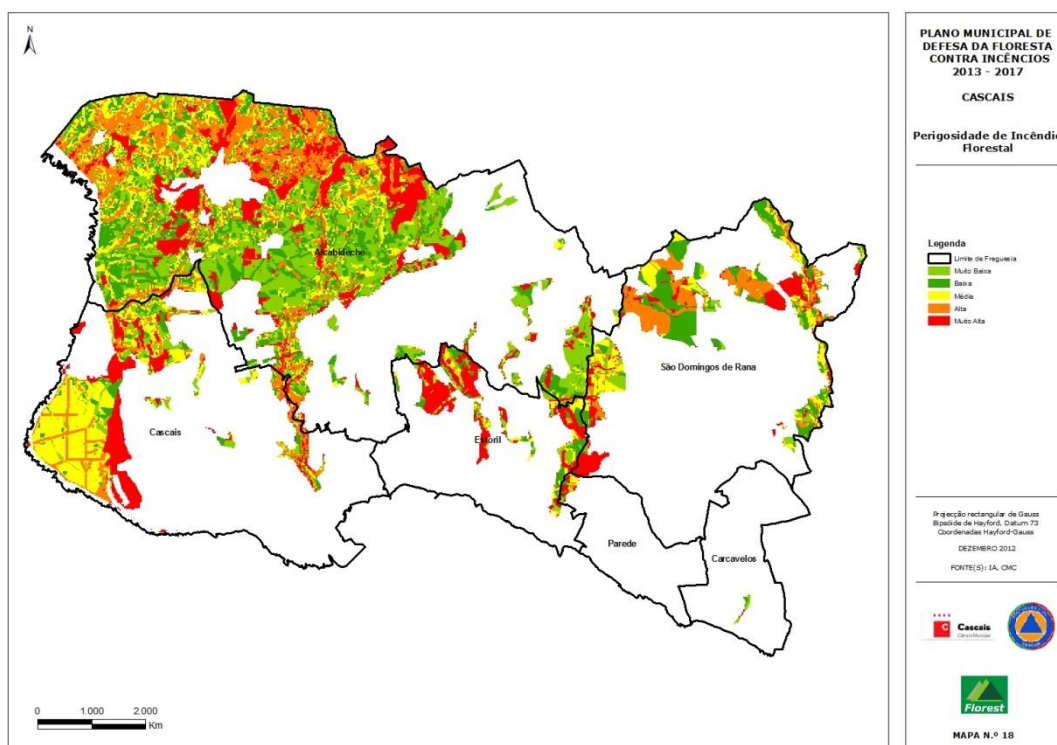 N
Alcabideche
São Domingos de Rana
Cascais
Estoril
Parede
Carcavelos
0 1.000 2.000
Km
PLANO MUNICIPAL DE
DEFESA DA FLORESTA
CONTRA INCÊNCIOS
2013 - 2017
CASCAIS
Perigosidade de Incêndio
Florestal
Legenda
Limite de Freguesia
Muito Baixa
Baixa
Média
Alta
Muito Alta
Projecção rectangular de Gauss
Elipsóide de Hayford, Datum 73
Coordenadas Hayford-Gauss
DEZEMBRO 2012
FONTE(S): IA, CMC
C Cascais
Câmara Municipal
Florest
MAPA N.º 18